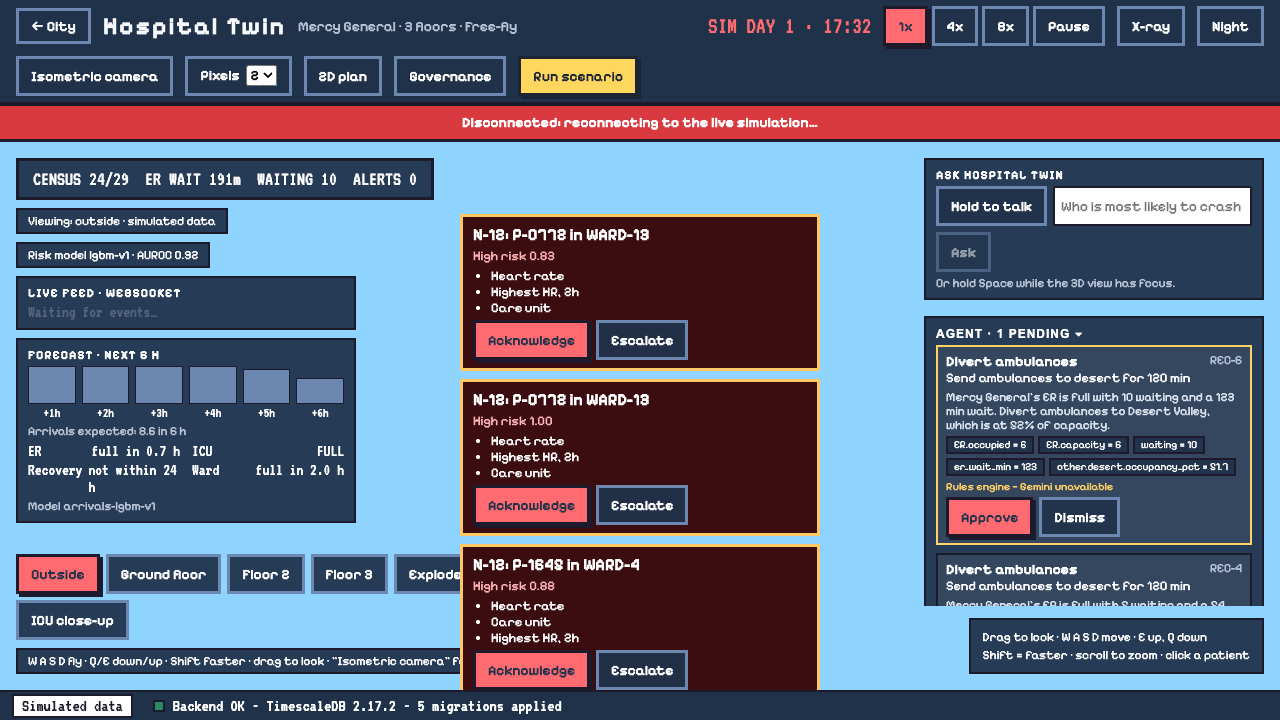 ← City
Hospital Twin
Mercy General · 3 floors · Free-fly
SIM DAY 1 · 17:32
1x
4x
8x
Pause
X-ray
Night
Isometric camera
Pixels 2
2D plan
Governance
Run scenario
Disconnected: reconnecting to the live simulation…
CENSUS 24/29 ER WAIT 191m WAITING 10 ALERTS 0
Viewing: outside · simulated data
Risk model lgbm-v1 · AUROC 0.92
LIVE FEED · WEBSOCKET
Waiting for events…
FORECAST · NEXT 6 H
+1h +2h +3h +4h +5h +6h
Arrivals expected: 8.6 in 6 h
ER full in 0.7 h ICU FULL
Recovery not within 24 h Ward full in 2.0 h
Model arrivals-lgbm-v1
Outside
Ground floor
Floor 2
Floor 3
Explode
ICU close-up
W A S D fly · Q/E down/up · Shift faster · drag to look · "Isometric camera"
N-12: P-0772 in WARD-13
High risk 0.83
• Heart rate
• Highest HR, 2h
• Care unit
Acknowledge
Escalate
N-12: P-0772 in WARD-13
High risk 1.00
• Heart rate
• Highest HR, 2h
• Care unit
Acknowledge
Escalate
N-12: P-1642 in WARD-4
High risk 0.88
• Heart rate
• Care unit
• Highest HR, 2h
Acknowledge
Escalate
ASK HOSPITAL TWIN
Hold to talk
Who is most likely to crash
Ask
Or hold Space while the 3D view has focus.
AGENT · 1 PENDING
Divert ambulances REC-6
Send ambulances to desert for 120 min
Mercy General's ER is full with 10 waiting and a 123
min wait. Divert ambulances to Desert Valley,
which is at 52% of capacity.
ER.occupied = 6
ER.capacity = 6
waiting = 10
er_wait_min = 123
other.desert.occupancy_pct = 51.7
Rules engine - Gemini unavailable
Approve
Dismiss
Divert ambulances REC-4
Send ambulances to desert for 120 min
Drag to look · W A S D move · E up, Q down
Shift = faster · scroll to zoom · click a patient
Simulated data
Backend OK - TimescaleDB 2.17.2 - 5 migrations applied